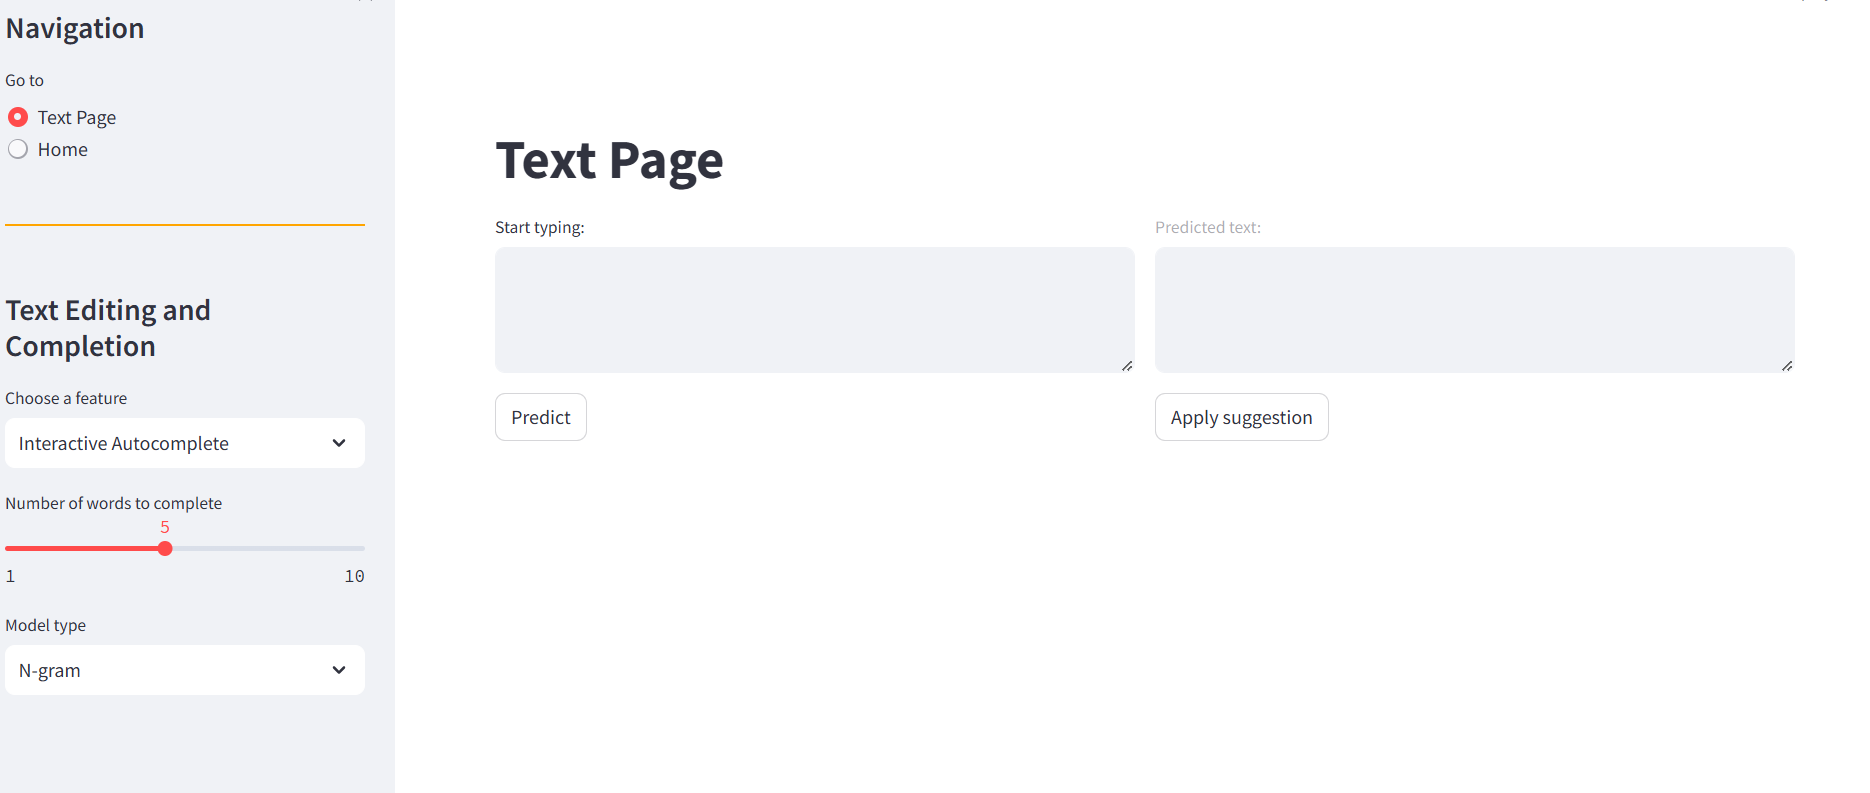 Navigation
Go to
Text Page
Home
Text Editing and
Completion
Choose a feature
Interactive Autocomplete
Number of words to complete
5
1 10
Model type
N-gram
Text Page
Start typing:
Predict
Predicted text:
Apply suggestion